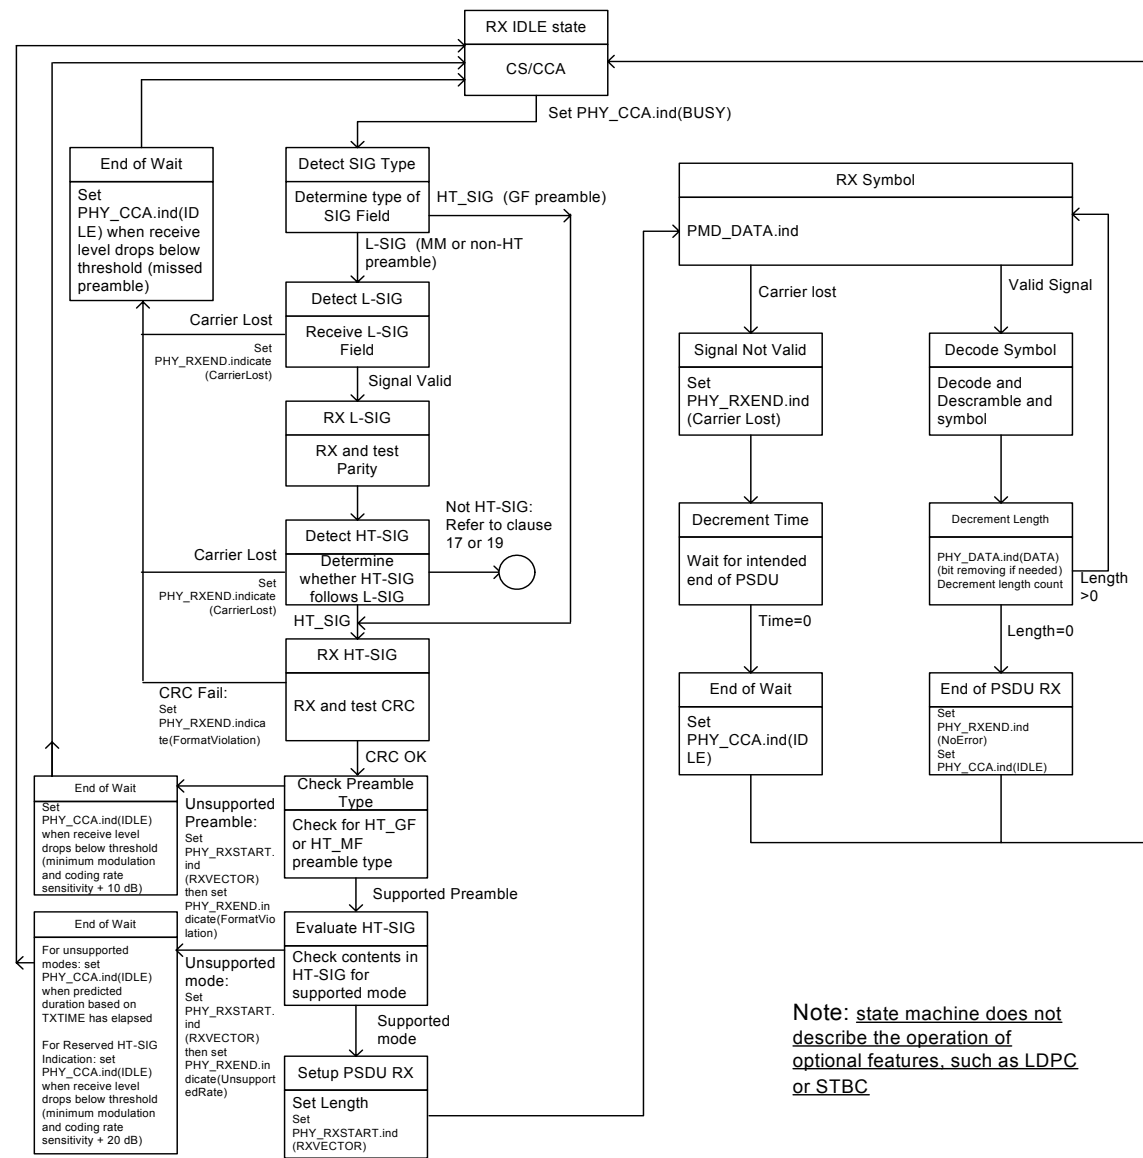 RX IDLE state
CS/CCA
Set PHY_CCA.ind(BUSY)
End of Wait
Set
PHY_CCA.ind(ID
LE) when receive
level drops below
threshold (missed
preamble)
Detect SIG Type
Determine type of
SIG Field
HT_SIG (GF preamble)
L-SIG (MM or non-HT
preamble)
Detect L-SIG
Receive L-SIG
Field
Carrier Lost
Set
PHY_RXEND.indicate
(CarrierLost)
Signal Valid
RX L-SIG
RX and test
Parity
Detect HT-SIG
Determine
whether HT-SIG
follows L-SIG
Not HT-SIG:
Refer to clause
17 or 19
Carrier Lost
Set
PHY_RXEND.indicate
(CarrierLost)
HT_SIG
RX HT-SIG
RX and test CRC
CRC Fail:
Set
PHY_RXEND.indica
te(FormatViolation)
CRC OK
Check Preamble
Type
Check for HT_GF
or HT_MF
preamble type
Unsupported
Preamble:
Set
PHY_RXSTART.
ind
(RXVECTOR)
then set
PHY_RXEND.in
dicate(FormatVio
lation)
End of Wait
Set
PHY_CCA.ind(IDLE)
when receive level
drops below threshold
(minimum modulation
and coding rate
sensitivity + 10 dB)
Supported Preamble
Evaluate HT-SIG
Check contents in
HT-SIG for
supported mode
Unsupported
mode:
Set
PHY_RXSTART.
ind
(RXVECTOR)
then set
PHY_RXEND.in
dicate(Unsupport
edRate)
End of Wait
For unsupported
modes: set
PHY_CCA.ind(IDLE)
when predicted
duration based on
TXTIME has elapsed
For Reserved HT-SIG
Indication: set
PHY_CCA.ind(IDLE)
when receive level
drops below threshold
(minimum modulation
and coding rate
sensitivity + 20 dB)
Supported
mode
Setup PSDU RX
Set Length
Set
PHY_RXSTART.ind
(RXVECTOR)
RX Symbol
PMD_DATA.ind
Carrier lost
Valid Signal
Signal Not Valid
Set
PHY_RXEND.ind
(Carrier Lost)
Decode Symbol
Decode and
Descramble and
symbol
Decrement Time
Wait for intended
end of PSDU
Decrement Length
PHY_DATA.ind(DATA)
(bit removing if needed)
Decrement length count
Length
>0
Time=0
Length=0
End of Wait
Set
PHY_CCA.ind(ID
LE)
End of PSDU RX
Set
PHY_RXEND.ind
(NoError)
Set
PHY_CCA.ind(IDLE)
Note: state machine does not
describe the operation of
optional features, such as LDPC
or STBC